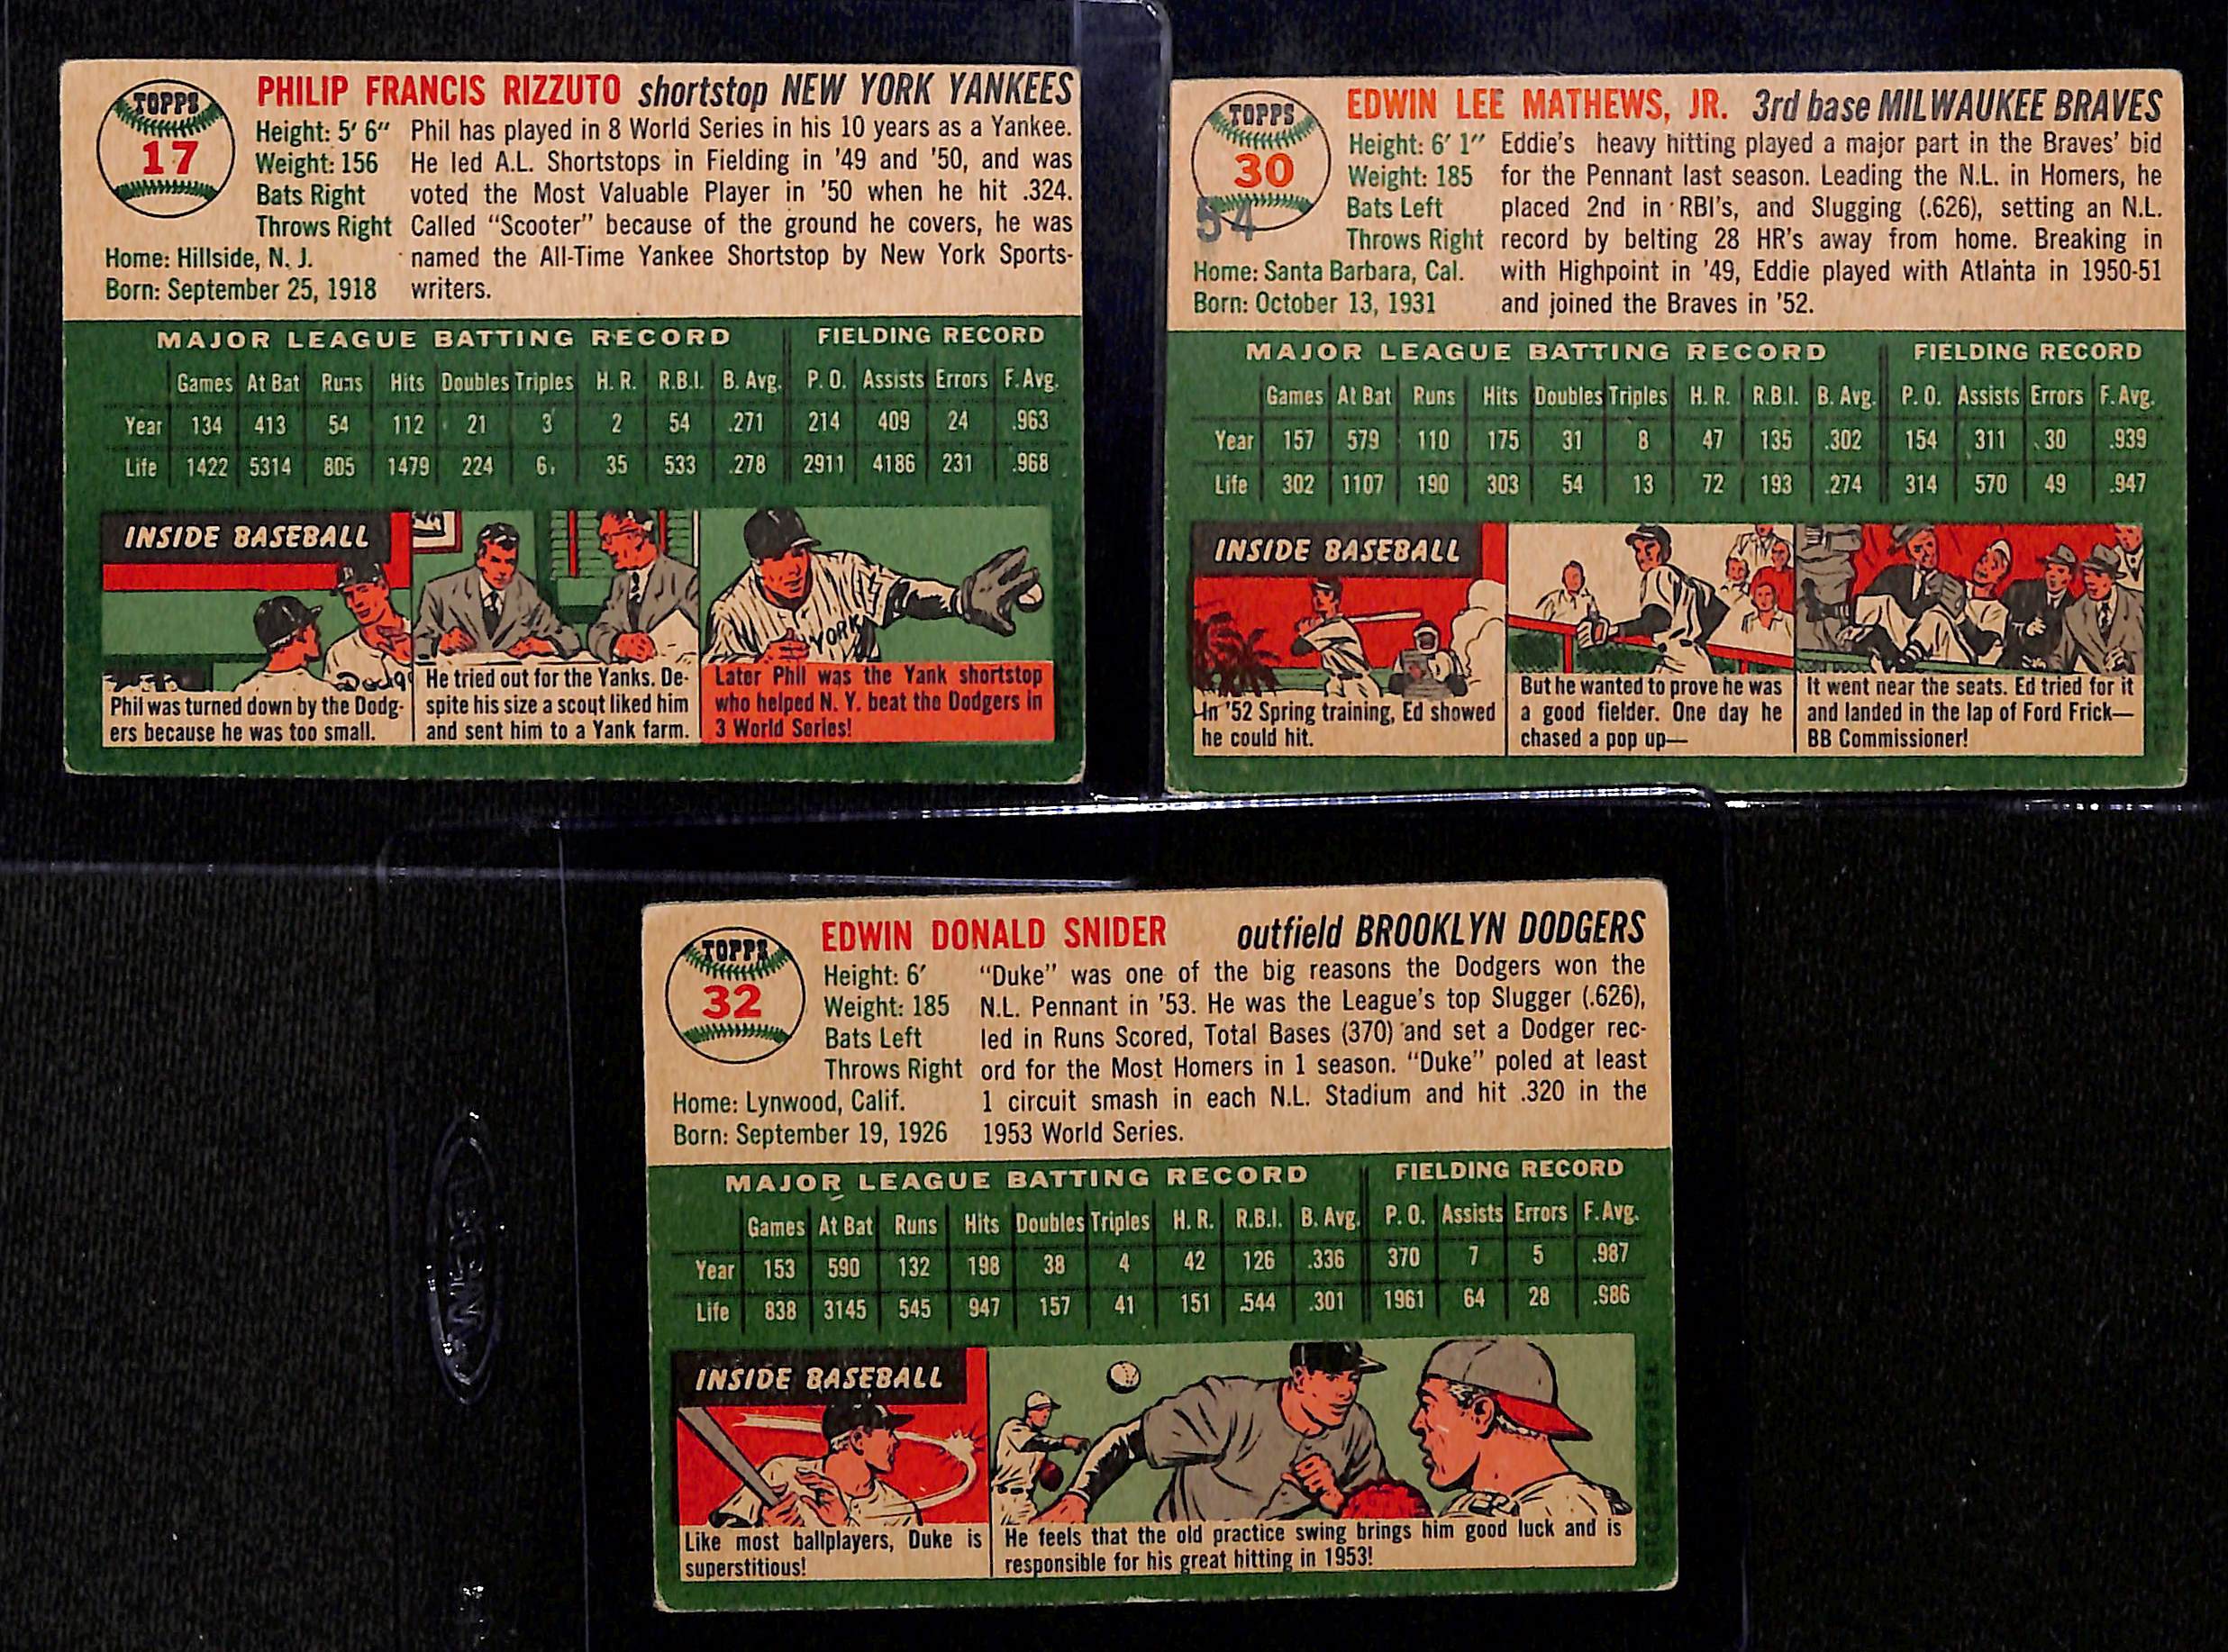 TOPPS
17
PHILIP FRANCIS RIZZUTO shortstop NEW YORK YANKEES
Height: 5' 6"
Weight: 156
Bats Right
Throws Right
Home: Hillside, N. J.
Born: September 25, 1918
Phil has played in 8 World Series in his 10 years as a Yankee.
He led A.L. Shortstops in Fielding in '49 and '50, and was
voted the Most Valuable Player in '50 when he hit .324.
Called "Scooter" because of the ground he covers, he was
named the All-Time Yankee Shortstop by New York Sports-
writers.
MAJOR LEAGUE BATTING RECORD FIELDING RECORD
Games At Bat Runs Hits Doubles Triples H. R. R.B.I. B. Avg. P. O. Assists Errors F. Avg.
Year 134 413 54 112 21 3 2 54 .271 214 409 24 .963
Life 1422 5314 805 1479 224 35 533 .278 2911 4186 231 .968
INSIDE BASEBALL
Dodg
YORK
Phil was turned down by the Dodg-
ers because he was too small.
He tried out for the Yanks. De-
spite his size a scout liked him
and sent him to a Yank farm.
Later Phil was the Yank shortstop
who helped N. Y. beat the Dodgers in
3 World Series!
TOPPS
30
54
EDWIN LEE MATHEWS, JR. 3rd base MILWAUKEE BRAVES
Height: 6' 1"
Weight: 185
Bats Left
Throws Right
Home: Santa Barbara, Cal.
Born: October 13, 1931
Eddie's heavy hitting played a major part in the Braves' bid
for the Pennant last season. Leading the N.L. in Homers, he
placed 2nd in RBI's, and Slugging (.626), setting an N.L.
record by belting 28 HR's away from home. Breaking in
with Highpoint in '49, Eddie played with Atlanta in 1950-51
and joined the Braves in '52.
MAJOR LEAGUE BATTING RECORD FIELDING RECORD
Games At Bat Runs Hits Doubles Triples H. R. R.B.I. B. Avg. P. O. Assists Errors F. Avg.
Year 157 579 110 175 31 8 47 135 .302 154 311 30 .939
Life 302 1107 190 303 54 13 72 193 .274 314 570 49 .947
INSIDE BASEBALL
In '52 Spring training, Ed showed
he could hit.
But he wanted to prove he was
a good fielder. One day he
chased a pop up—
It went near the seats. Ed tried for it
and landed in the lap of Ford Frick—
BB Commissioner!
TOPPS
32
EDWIN DONALD SNIDER outfield BROOKLYN DODGERS
Height: 6'
Weight: 185
Bats Left
Throws Right
Home: Lynwood, Calif.
Born: September 19, 1926
"Duke" was one of the big reasons the Dodgers won the
N.L. Pennant in '53. He was the League's top Slugger (.626),
led in Runs Scored, Total Bases (370) and set a Dodger rec-
ord for the Most Homers in 1 season. "Duke" poled at least
1 circuit smash in each N.L. Stadium and hit .320 in the
1953 World Series.
MAJOR LEAGUE BATTING RECORD FIELDING RECORD
Games At Bat Runs Hits Doubles Triples H. R. R.B.I. B. Avg. P. O. Assists Errors F. Avg.
Year 153 590 132 198 38 4 42 126 .336 370 7 5 .987
Life 838 3145 545 947 157 41 151 544 .301 1961 64 28 .986
INSIDE BASEBALL
Like most ballplayers, Duke is
superstitious!
He feels that the old practice swing brings him good luck and is
responsible for his great hitting in 1953!